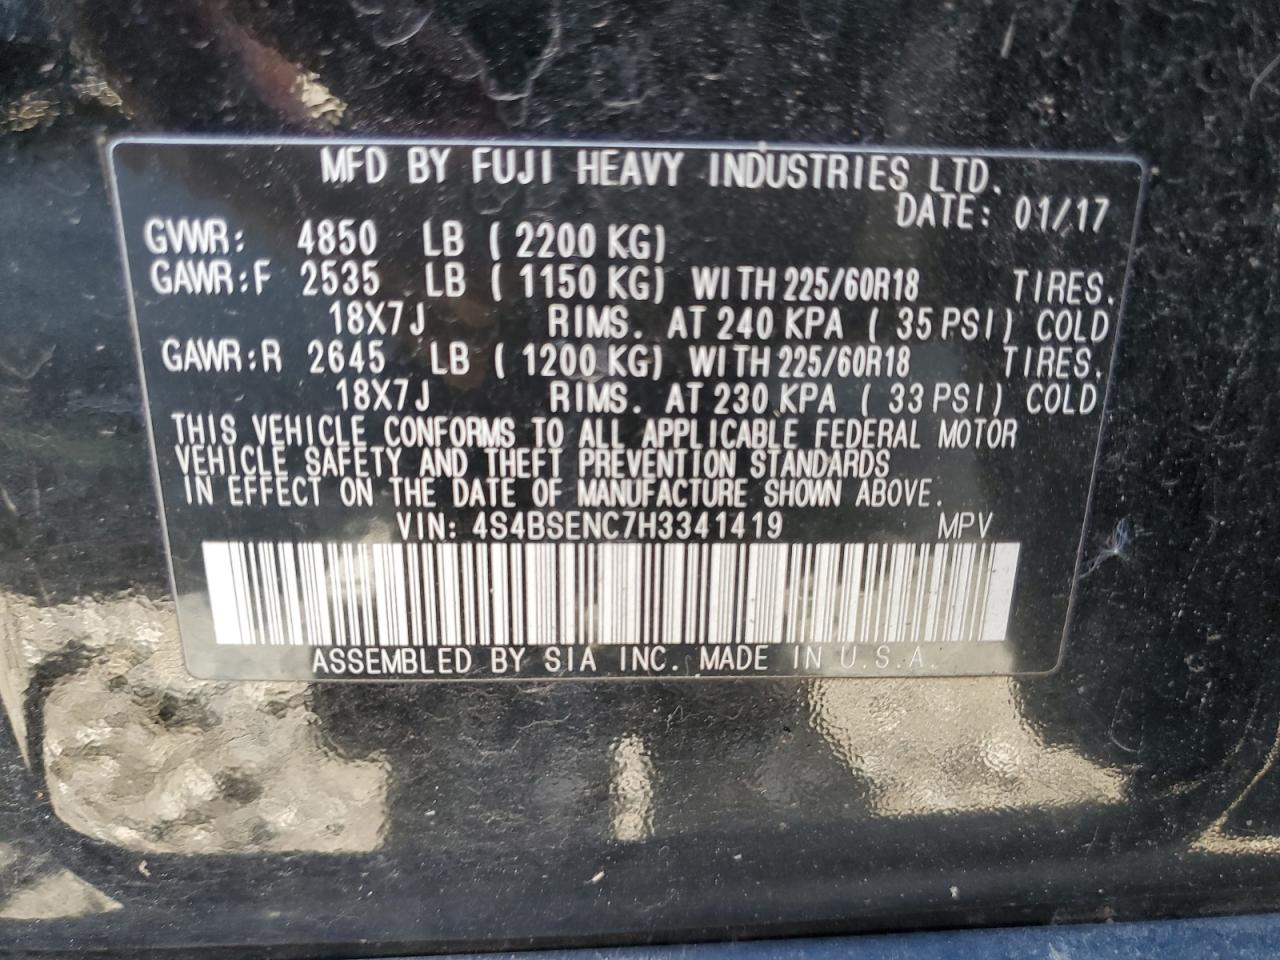 MFD BY FUJI HEAVY INDUSTRIES LTD.
DATE: 01/17
GVWR: 4850 LB ( 2200 KG)
GAWR:F 2535 LB ( 1150 KG) WITH 225/60R18 TIRES.
18X7J RIMS. AT 240 KPA ( 35 PSI) COLD
GAWR:R 2645 LB ( 1200 KG) WITH 225/60R18 TIRES.
18X7J RIMS. AT 230 KPA ( 33 PSI) COLD
THIS VEHICLE CONFORMS TO ALL APPLICABLE FEDERAL MOTOR
VEHICLE SAFETY AND THEFT PREVENTION STANDARDS
IN EFFECT ON THE DATE OF MANUFACTURE SHOWN ABOVE.
VIN: 4S4BSENC7H3341419 MPV
ASSEMBLED BY SIA INC. MADE IN U.S.A.